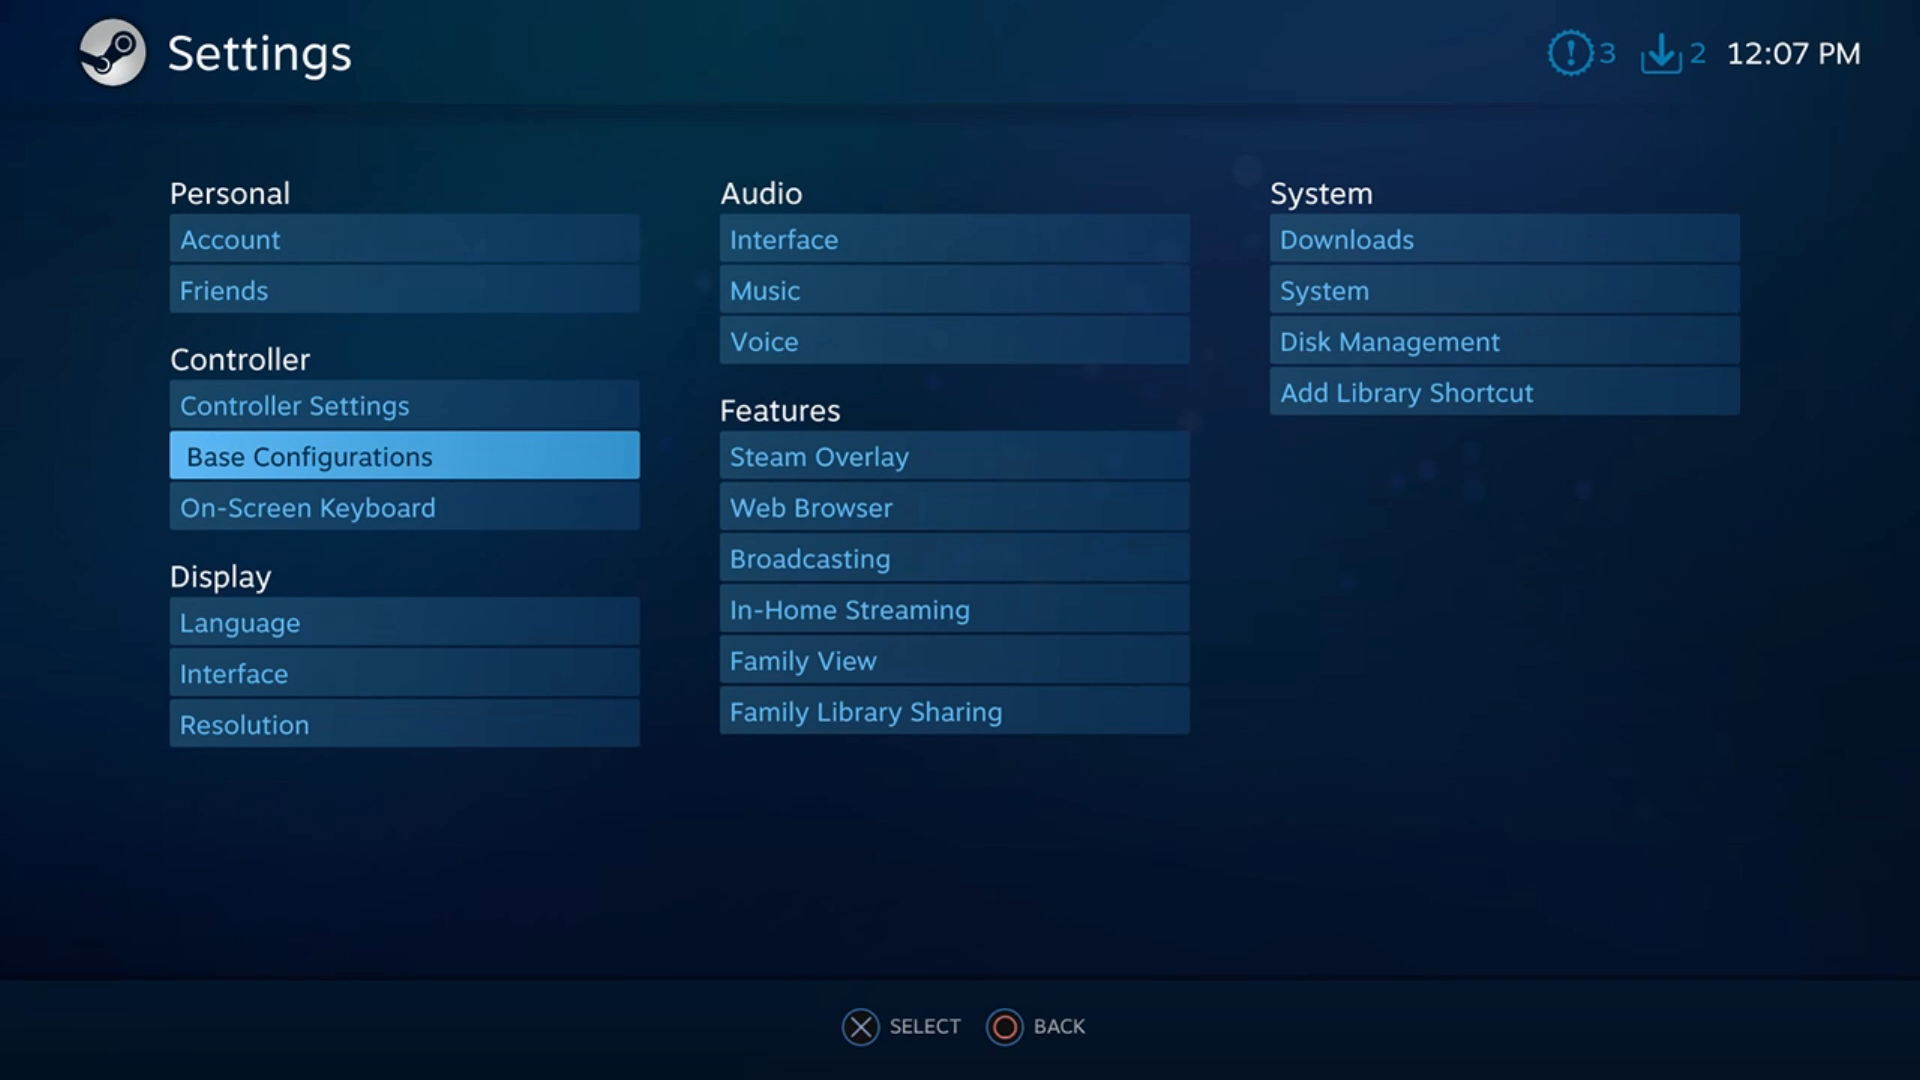 Settings
3
2
12:07 PM
Personal
Account
Friends
Controller
Controller Settings
Base Configurations
On-Screen Keyboard
Display
Language
Interface
Resolution
Audio
Interface
Music
Voice
Features
Steam Overlay
Web Browser
Broadcasting
In-Home Streaming
Family View
Family Library Sharing
System
Downloads
System
Disk Management
Add Library Shortcut
SELECT
BACK